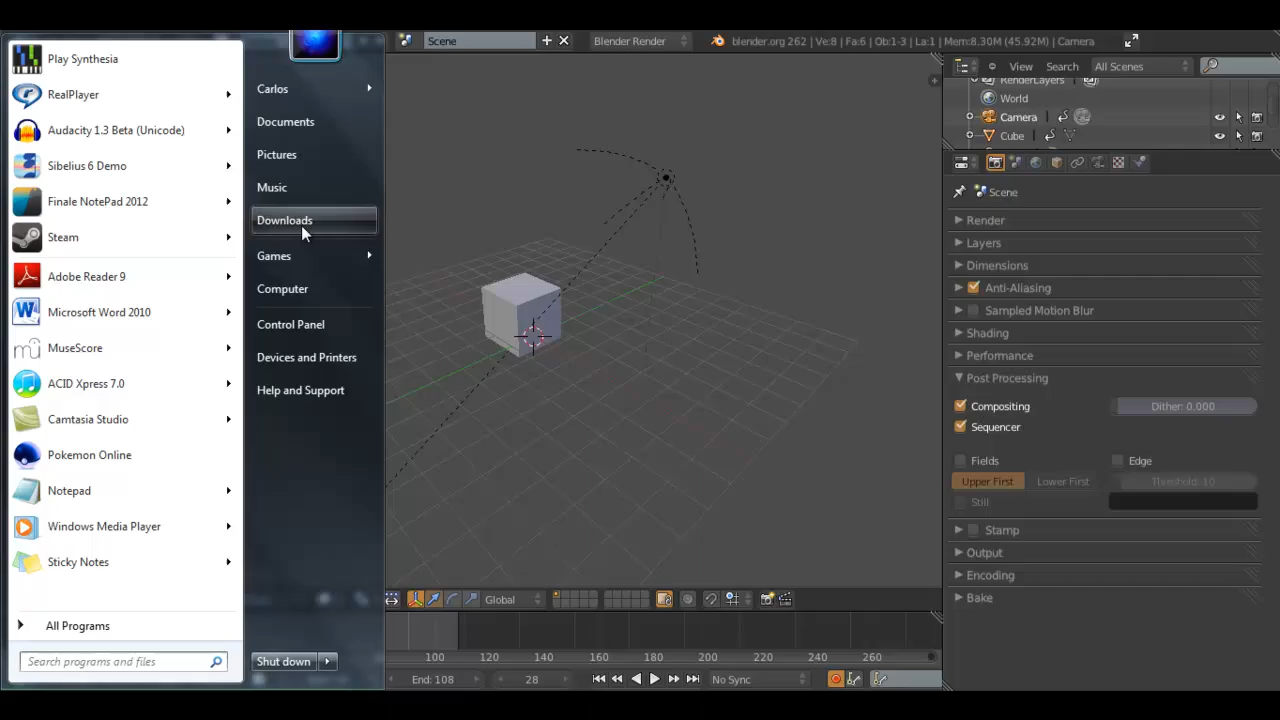 Play Synthesia
RealPlayer
Audacity 1.3 Beta (Unicode)
Sibelius 6 Demo
Finale NotePad 2012
Steam
Adobe Reader 9
Microsoft Word 2010
MuseScore
ACID Xpress 7.0
Camtasia Studio
Pokemon Online
Notepad
Windows Media Player
Sticky Notes
All Programs
Search programs and files
Carlos
Documents
Pictures
Music
Downloads
Games
Computer
Control Panel
Devices and Printers
Help and Support
Shut down
Scene
Blender Render
blender.org 262 | Ve:8 | Fa:6 | Ob:1-3 | La:1 | Mem:8.30M (45.92M) | Camera
View Search All Scenes
RenderLayers
World
Camera
Cube
Scene
Render
Layers
Dimensions
Anti-Aliasing
Sampled Motion Blur
Shading
Performance
Post Processing
Compositing Dither: 0.000
Sequencer
Fields Edge
Upper First Lower First Threshold: 10
Still
Stamp
Output
Encoding
Bake
Global
100 120 140 160 180 200 220 240 260
End: 108 28 No Sync